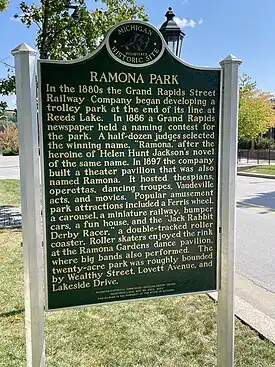 MICHIGAN
REGISTERED
HISTORIC SITE
RAMONA PARK
In the 1880s the Grand Rapids Street
Railway Company began developing a
trolley park at the end of its line at
Reeds Lake. In 1886 a Grand Rapids
newspaper held a naming contest for
the park. A half-dozen judges selected
the winning name, "Ramona, after the
heroine of Helen Hunt Jackson's novel
of the same name. In 1897 the company
built a theater pavilion that was also
named Ramona. It hosted thespians,
operettas, dancing troupes, Vaudeville
acts, and movies. Popular amusement
park attractions included a Ferris wheel,
a carousel, a miniature railway, bumper
cars, a fun house, and the "Jack Rabbit
Derby Racer," a double-tracked roller
coaster. Roller skaters enjoyed the rink
at the Ramona Gardens dance pavilion,
where big bands also performed. The
twenty-acre park was roughly bounded
by Wealthy Street, Lovett Avenue, and
Lakeside Drive.